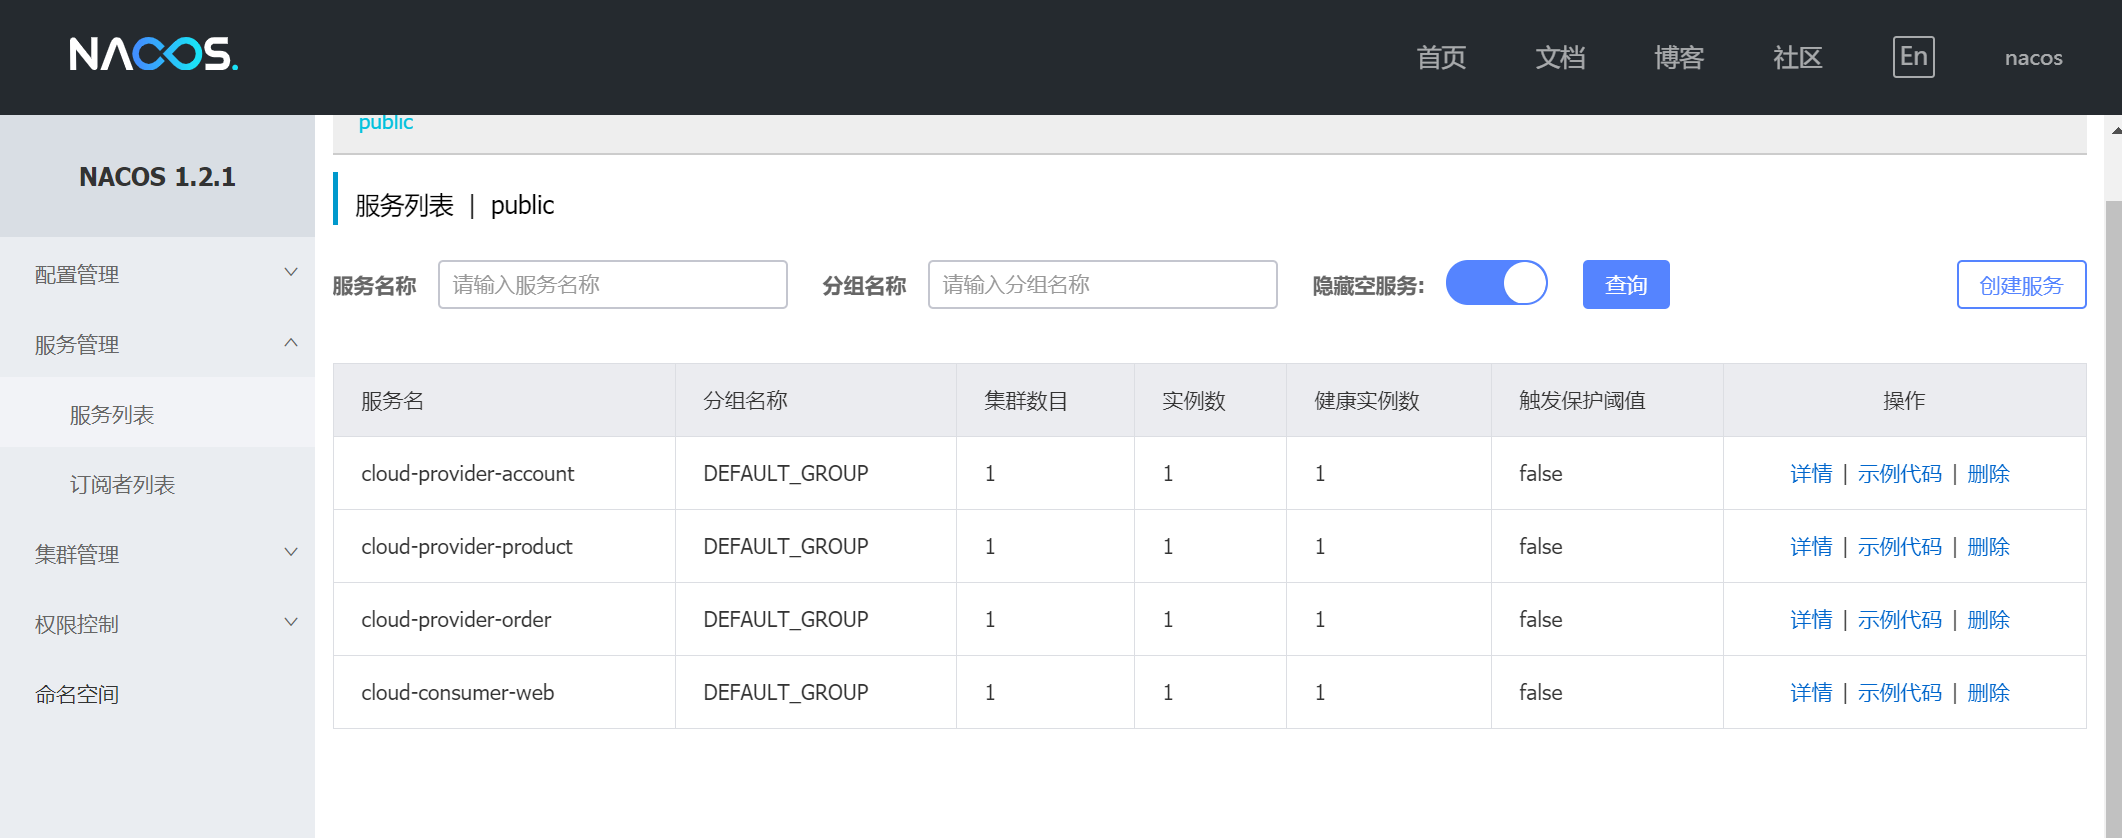 NACOS.
首页 文档 博客 社区 En nacos
public
NACOS 1.2.1
配置管理
服务管理
服务列表
订阅者列表
集群管理
权限控制
命名空间
服务列表 | public
服务名称 请输入服务名称 分组名称 请输入分组名称 隐藏空服务: 查询 创建服务
服务名 分组名称 集群数目 实例数 健康实例数 触发保护阈值 操作
cloud-provider-account DEFAULT_GROUP 1 1 1 false 详情 | 示例代码 | 删除
cloud-provider-product DEFAULT_GROUP 1 1 1 false 详情 | 示例代码 | 删除
cloud-provider-order DEFAULT_GROUP 1 1 1 false 详情 | 示例代码 | 删除
cloud-consumer-web DEFAULT_GROUP 1 1 1 false 详情 | 示例代码 | 删除